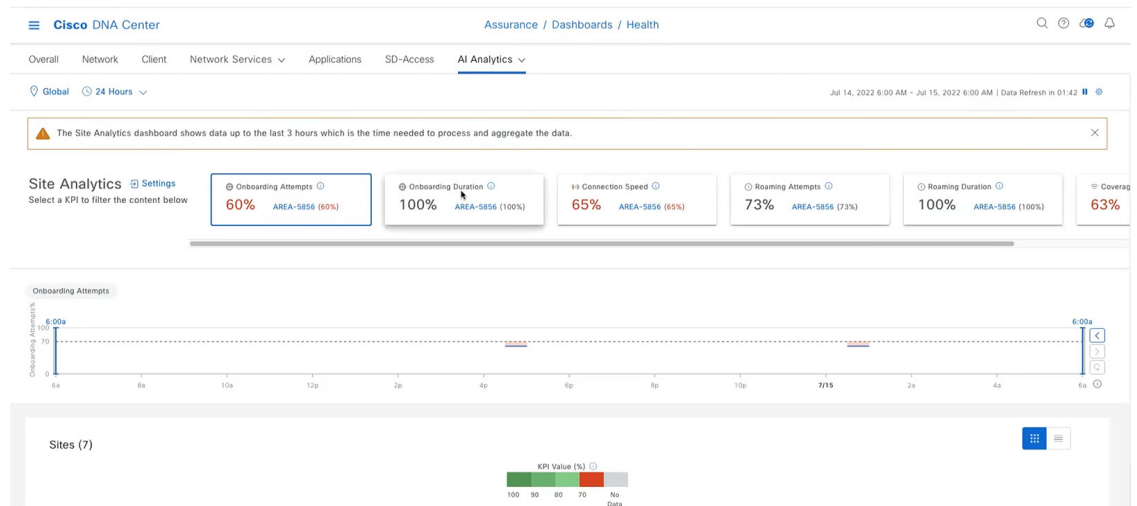 Cisco DNA Center
Assurance / Dashboards / Health
Overall Network Client Network Services Applications SD-Access AI Analytics
Global 24 Hours
Jul 14, 2022 6:00 AM - Jul 15, 2022 6:00 AM | Data Refresh in 01:42
The Site Analytics dashboard shows data up to the last 3 hours which is the time needed to process and aggregate the data.
Site Analytics Settings
Select a KPI to filter the content below
Onboarding Attempts
60% AREA-5856 (60%)
Onboarding Duration
100% AREA-5856 (100%)
Connection Speed
65% AREA-5856 (65%)
Roaming Attempts
73% AREA-5856 (73%)
Roaming Duration
100% AREA-5856 (100%)
Coverag
63%
Onboarding Attempts
Onboarding Attempts%
6:00a 6:00a
100
70
0
6a 8a 10a 12p 2p 4p 6p 8p 10p 7/15 2a 4a 6a
Sites (7)
KPI Value (%)
100 90 80 70 No
Data